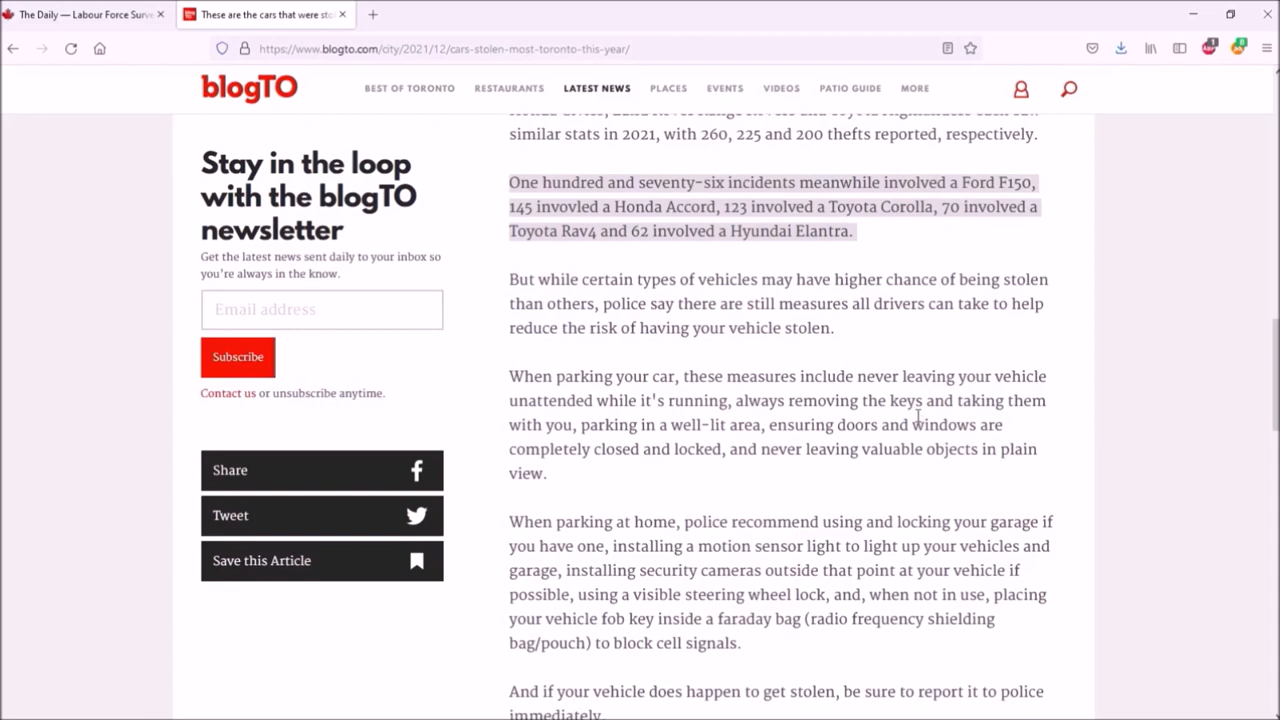 The Daily — Labour Force Surv
These are the cars that were sto
https://www.blogto.com/city/2021/12/cars-stolen-most-toronto-this-year/
blogTO
BEST OF TORONTO
RESTAURANTS
LATEST NEWS
PLACES
EVENTS
VIDEOS
PATIO GUIDE
MORE
Stay in the loop
with the blogTO
newsletter
Get the latest news sent daily to your inbox so
you're always in the know.
Email address
Subscribe
Contact us or unsubscribe anytime.
Share
Tweet
Save this Article
similar stats in 2021, with 260, 225 and 200 thefts reported, respectively.
One hundred and seventy-six incidents meanwhile involved a Ford F150,
145 invovled a Honda Accord, 123 involved a Toyota Corolla, 70 involved a
Toyota Rav4 and 62 involved a Hyundai Elantra.
But while certain types of vehicles may have higher chance of being stolen
than others, police say there are still measures all drivers can take to help
reduce the risk of having your vehicle stolen.
When parking your car, these measures include never leaving your vehicle
unattended while it's running, always removing the keys and taking them
with you, parking in a well-lit area, ensuring doors and windows are
completely closed and locked, and never leaving valuable objects in plain
view.
When parking at home, police recommend using and locking your garage if
you have one, installing a motion sensor light to light up your vehicles and
garage, installing security cameras outside that point at your vehicle if
possible, using a visible steering wheel lock, and, when not in use, placing
your vehicle fob key inside a faraday bag (radio frequency shielding
bag/pouch) to block cell signals.
And if your vehicle does happen to get stolen, be sure to report it to police
immediately.